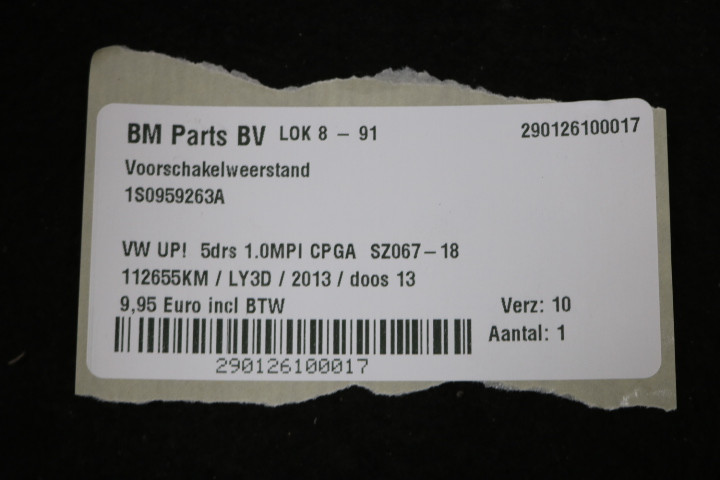 BM Parts BV LOK 8 - 91 290126100017
Voorschakelweerstand
1S0959263A
VW UP! 5drs 1.0MPI CPGA SZ067-18
112655KM / LY3D / 2013 / doos 13
9,95 Euro incl BTW Verz: 10
Aantal: 1
290126100017